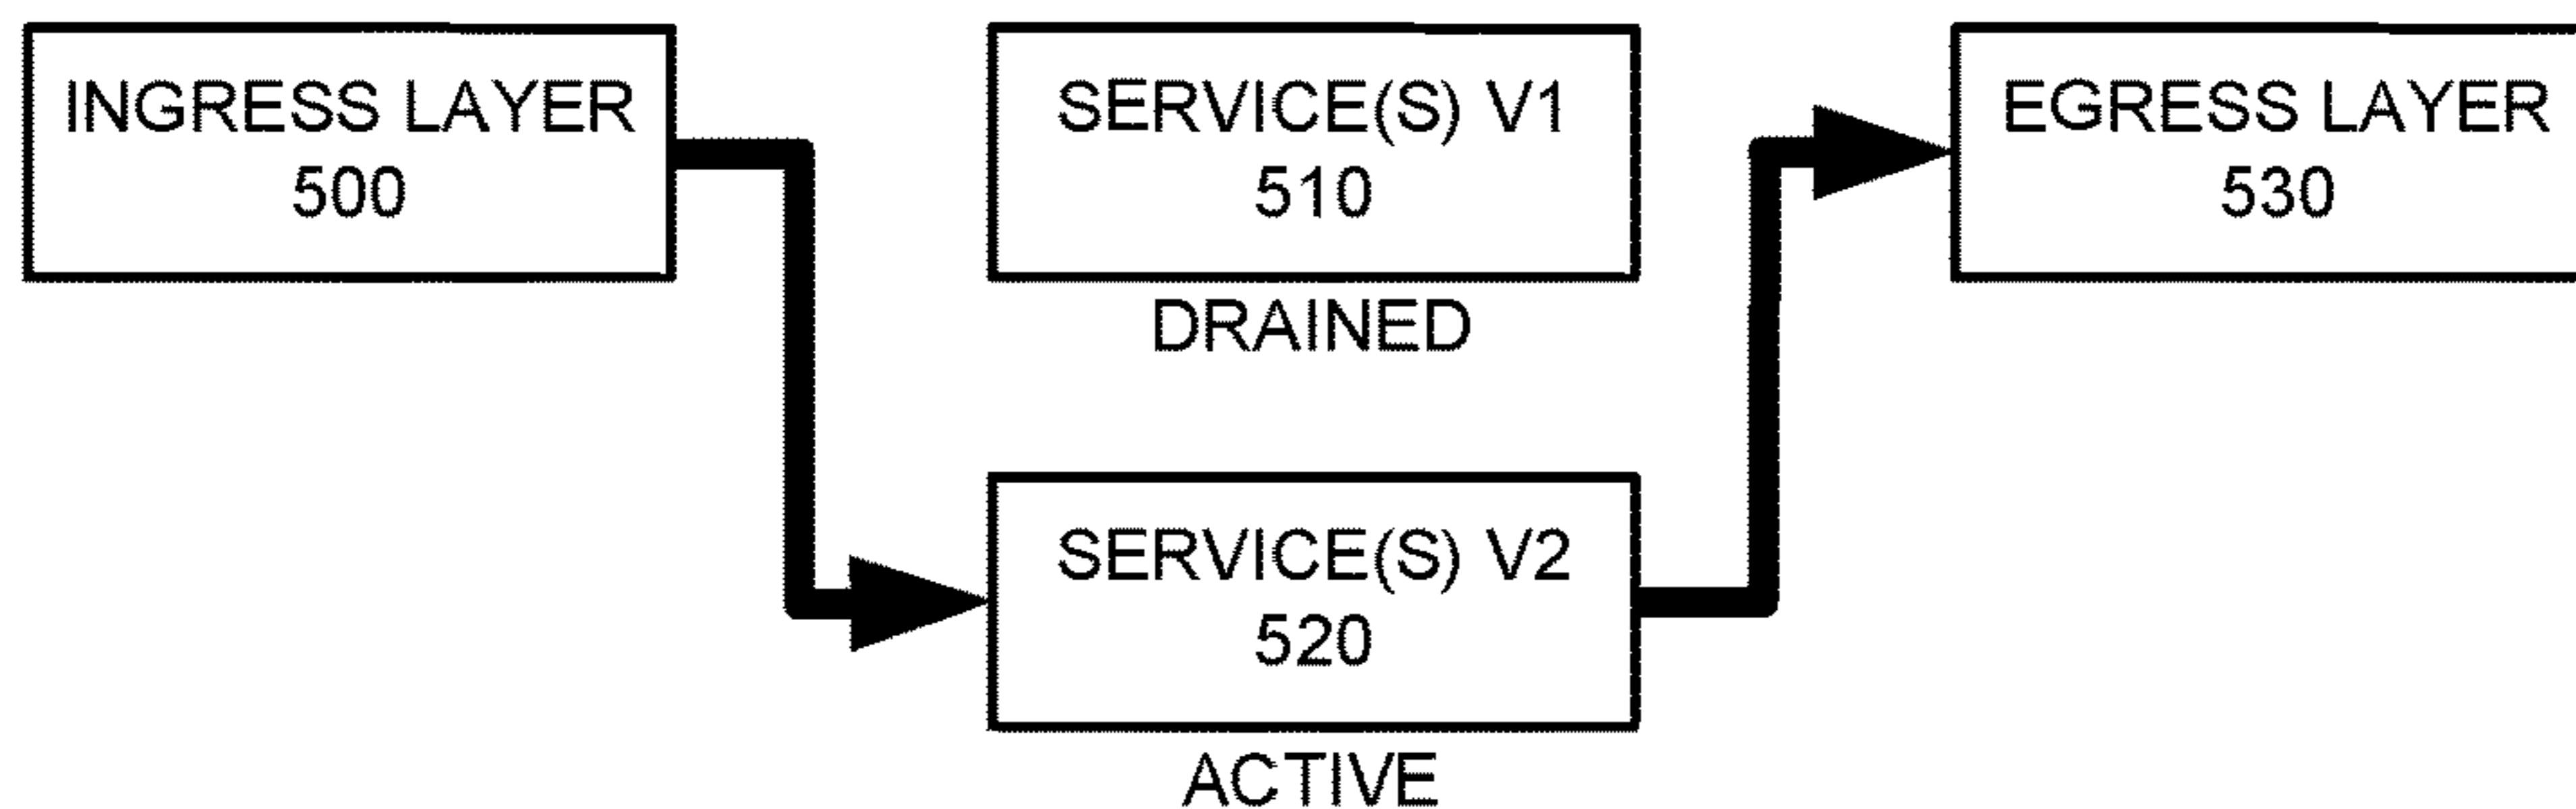 INGRESS LAYER
500
SERVICE(S) V1
510
DRAINED
EGRESS LAYER
530
SERVICE(S) V2
520
ACTIVE